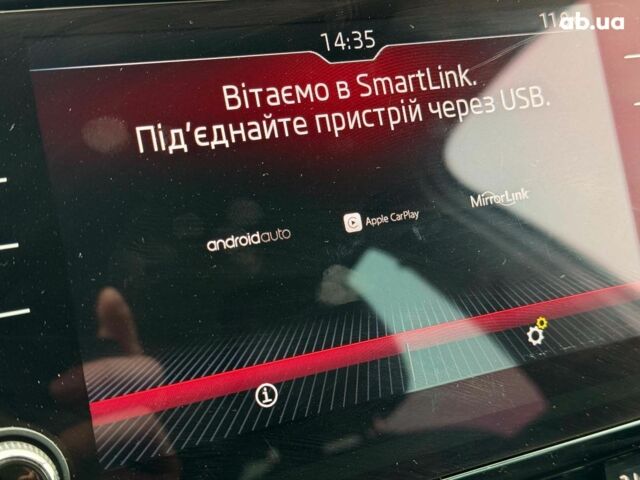 14:35
ab.ua
Вітаємо в SmartLink.
Під’єднайте пристрій через USB.
androidauto
Apple CarPlay
MirrorLink
i